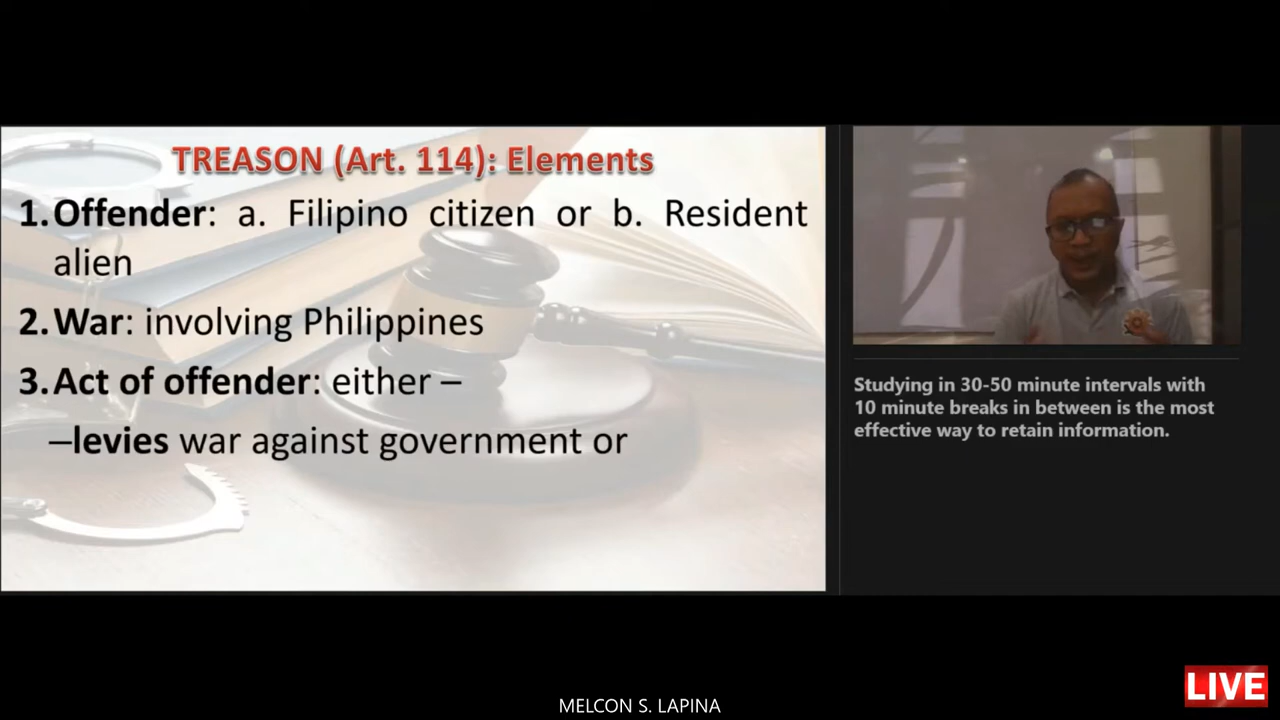 TREASON (Art. 114): Elements
1. Offender: a. Filipino citizen or b. Resident
alien
2. War: involving Philippines
3. Act of offender: either –
–levies war against government or
Studying in 30-50 minute intervals with
10 minute breaks in between is the most
effective way to retain information.
LIVE
MELCON S. LAPINA